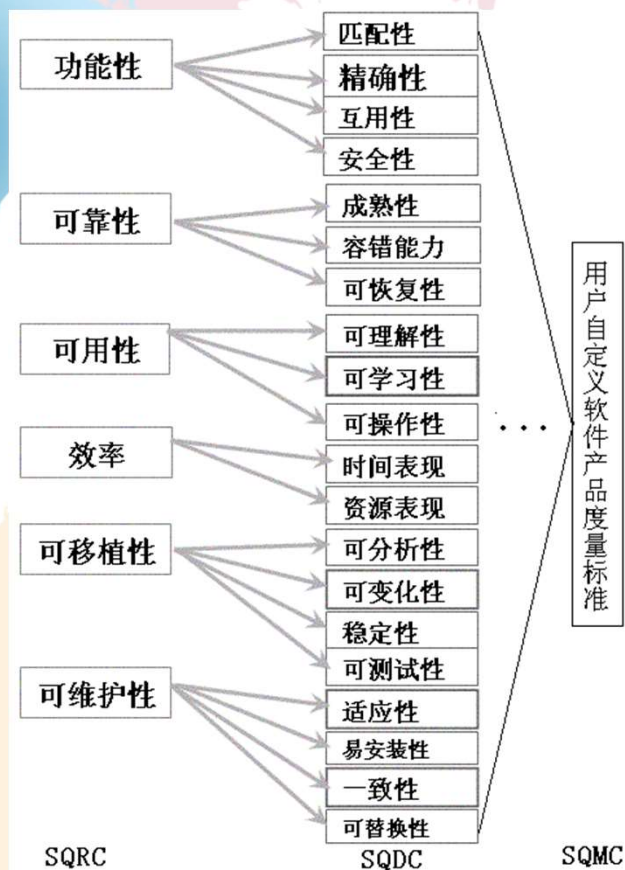 功能性
可靠性
可用性
效率
可移植性
可维护性
SQRC
匹配性
精确性
互用性
安全性
成熟性
容错能力
可恢复性
可理解性
可学习性
可操作性
时间表现
资源表现
可分析性
可变化性
稳定性
可测试性
适应性
易安装性
一致性
可替换性
SQDC
...
用户自定义软件产品度量标准
SQMC